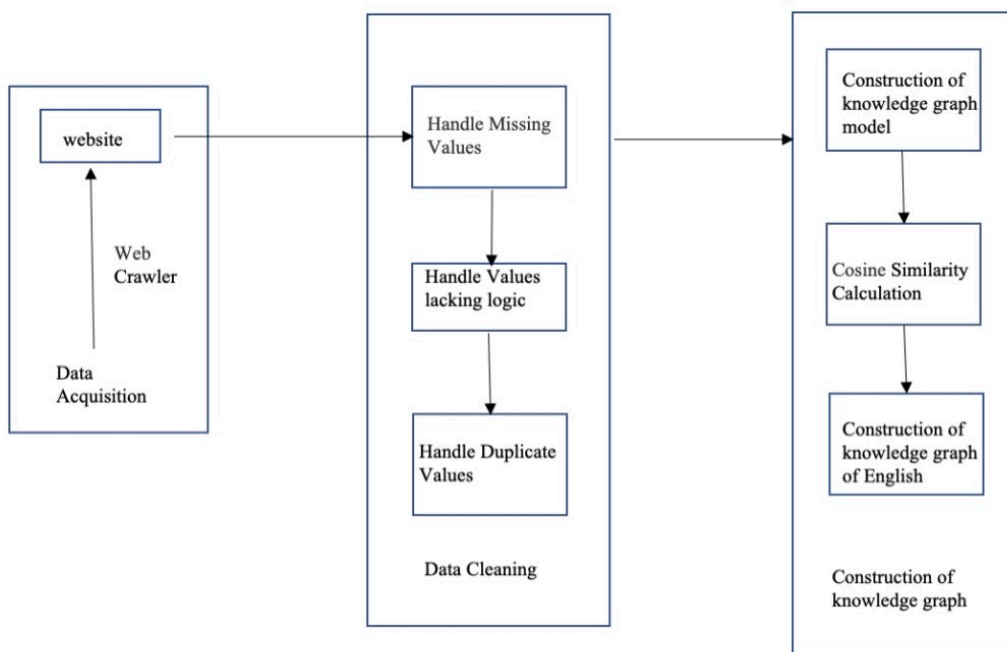 website
Web
Crawler
Data
Acquisition
Handle Missing
Values
Handle Values
lacking logic
Handle Duplicate
Values
Data Cleaning
Construction of
knowledge graph
model
Cosine Similarity
Calculation
Construction of
knowledge graph
of English
Construction of
knowledge graph